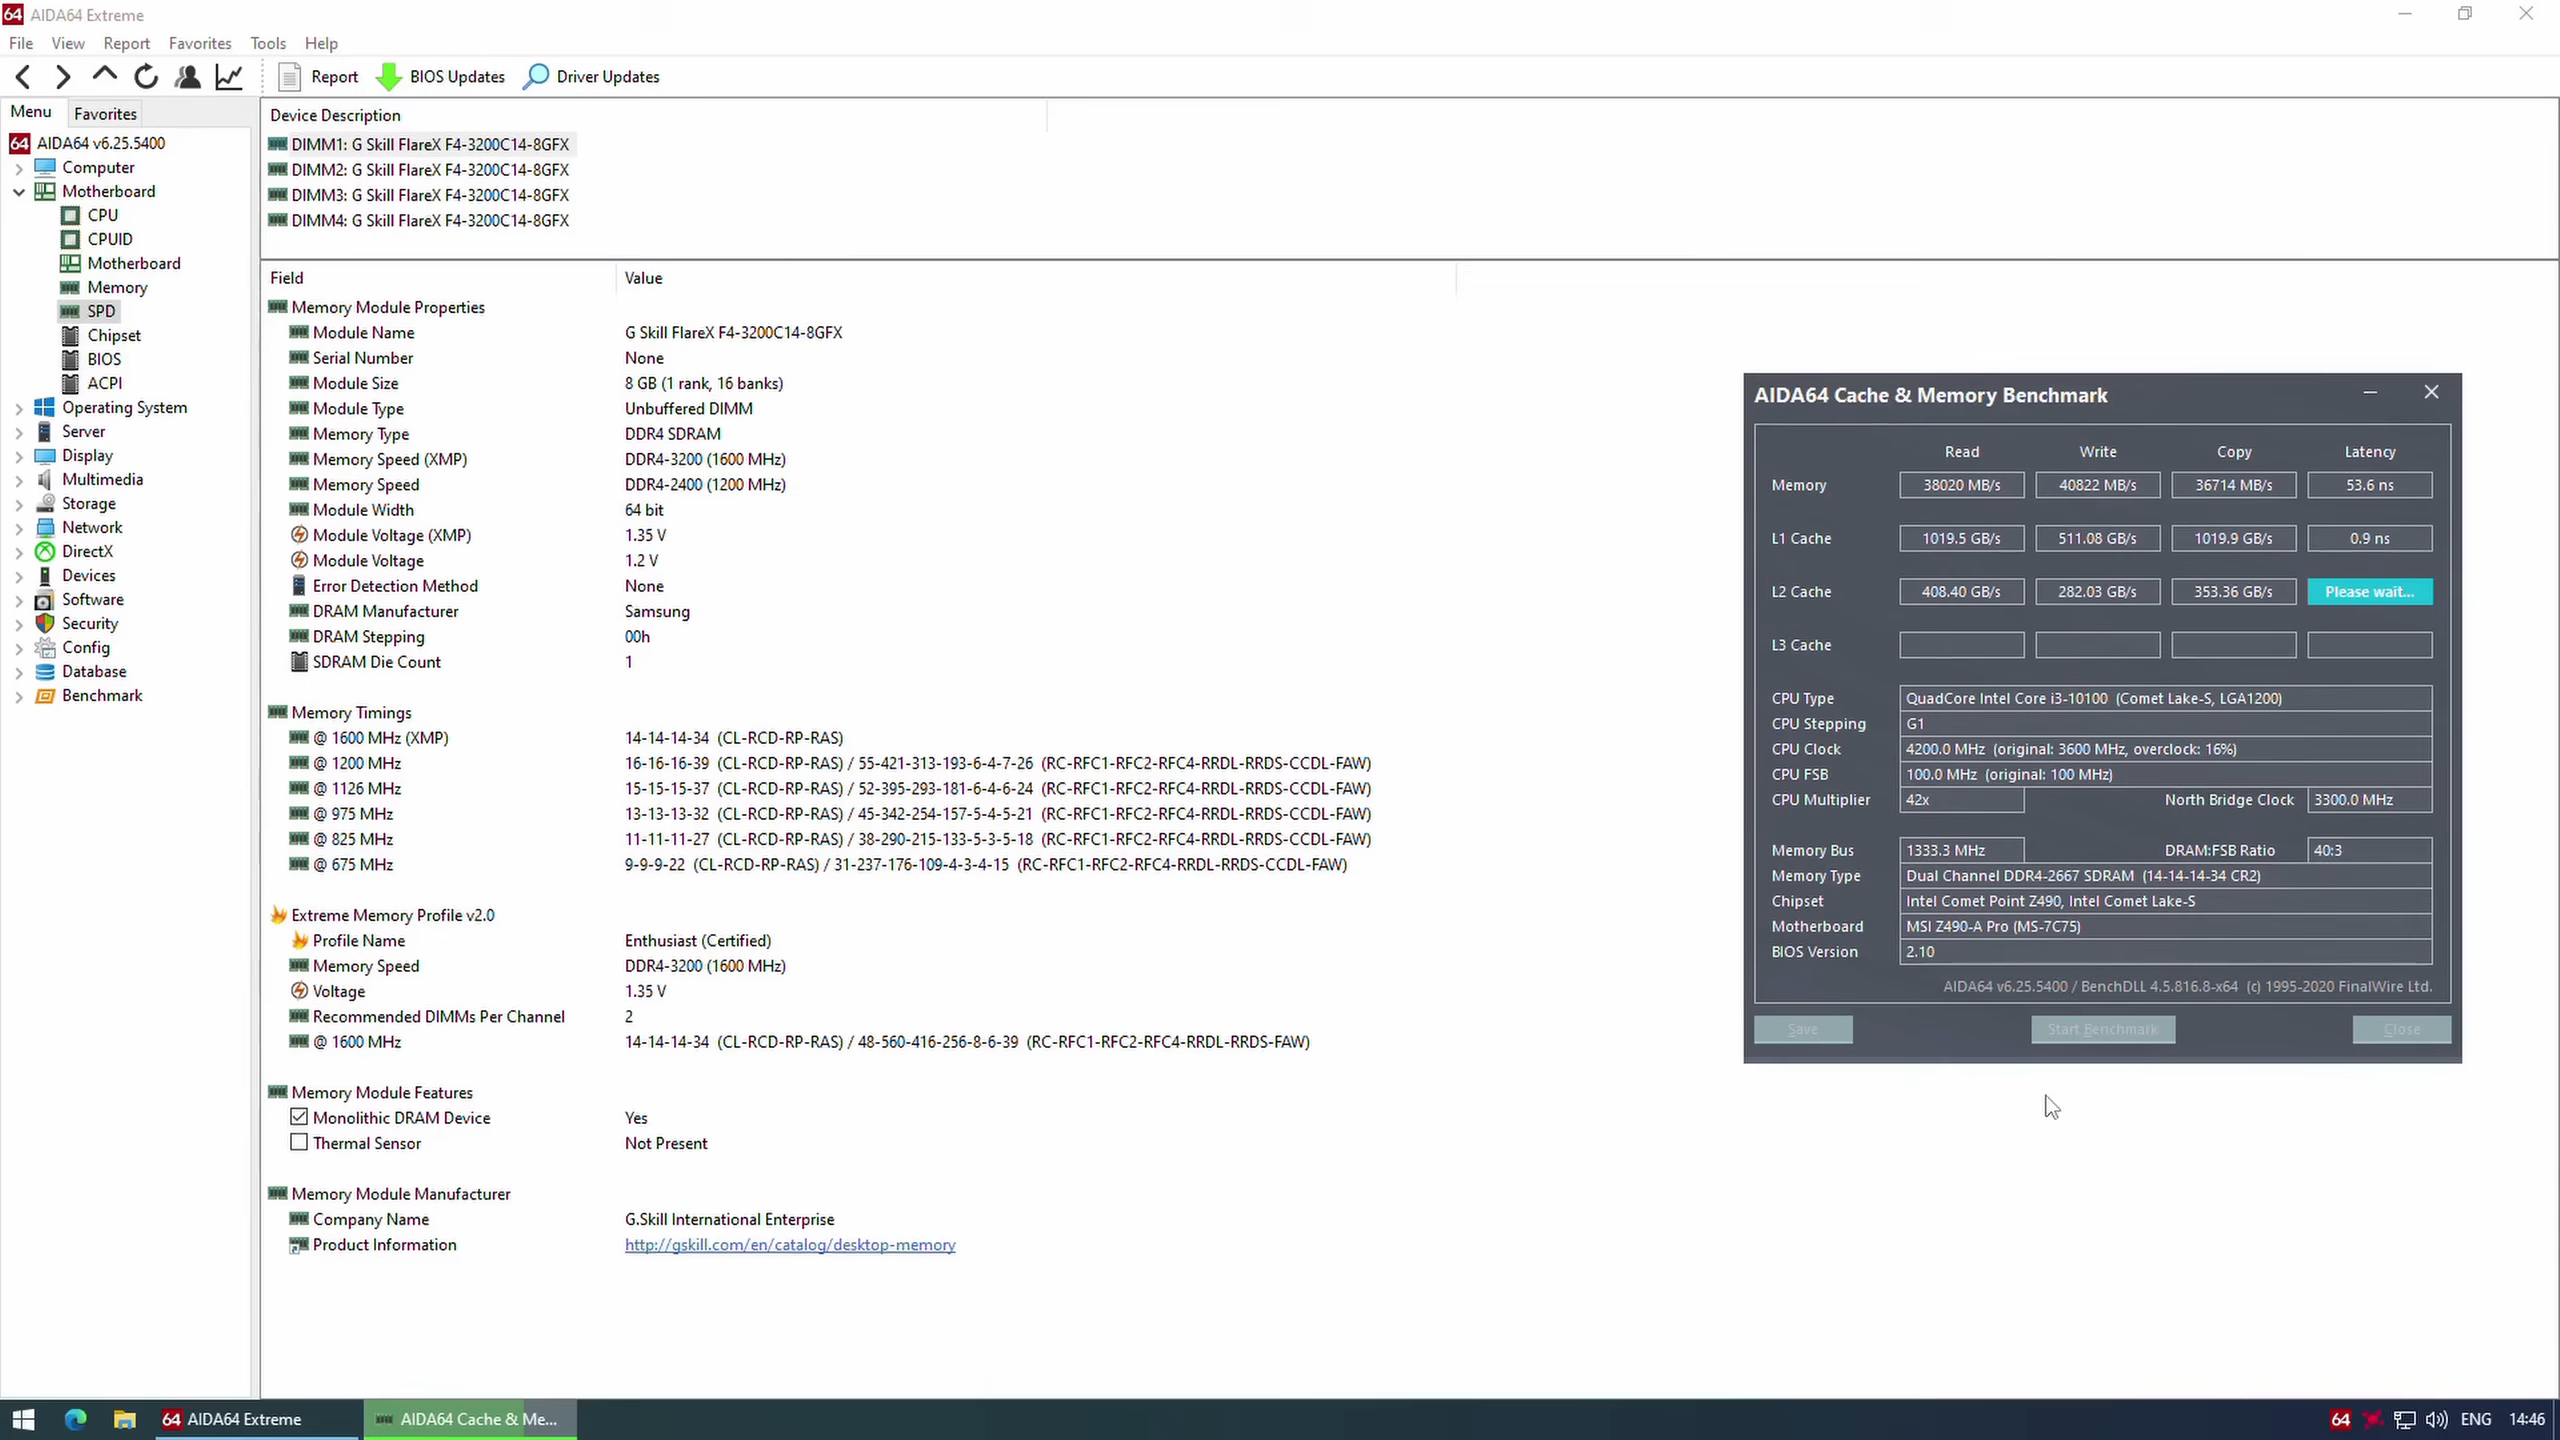 64 AIDA64 Extreme
File View Report Favorites Tools Help
Report BIOS Updates Driver Updates
Menu Favorites
64 AIDA64 v6.25.5400
Computer
Motherboard
CPU
CPUID
Motherboard
Memory
SPD
Chipset
BIOS
ACPI
Operating System
Server
Display
Multimedia
Storage
Network
DirectX
Devices
Software
Security
Config
Database
Benchmark
Device Description
DIMM1: G Skill FlareX F4-3200C14-8GFX
DIMM2: G Skill FlareX F4-3200C14-8GFX
DIMM3: G Skill FlareX F4-3200C14-8GFX
DIMM4: G Skill FlareX F4-3200C14-8GFX
Field Value
Memory Module Properties
Module Name G Skill FlareX F4-3200C14-8GFX
Serial Number None
Module Size 8 GB (1 rank, 16 banks)
Module Type Unbuffered DIMM
Memory Type DDR4 SDRAM
Memory Speed (XMP) DDR4-3200 (1600 MHz)
Memory Speed DDR4-2400 (1200 MHz)
Module Width 64 bit
Module Voltage (XMP) 1.35 V
Module Voltage 1.2 V
Error Detection Method None
DRAM Manufacturer Samsung
DRAM Stepping 00h
SDRAM Die Count 1
Memory Timings
@ 1600 MHz (XMP) 14-14-14-34 (CL-RCD-RP-RAS)
@ 1200 MHz 16-16-16-39 (CL-RCD-RP-RAS) / 55-421-313-193-6-4-7-26 (RC-RFC1-RFC2-RFC4-RRDL-RRDS-CCDL-FAW)
@ 1126 MHz 15-15-15-37 (CL-RCD-RP-RAS) / 52-395-293-181-6-4-6-24 (RC-RFC1-RFC2-RFC4-RRDL-RRDS-CCDL-FAW)
@ 975 MHz 13-13-13-32 (CL-RCD-RP-RAS) / 45-342-254-157-5-4-5-21 (RC-RFC1-RFC2-RFC4-RRDL-RRDS-CCDL-FAW)
@ 825 MHz 11-11-11-27 (CL-RCD-RP-RAS) / 38-290-215-133-5-3-5-18 (RC-RFC1-RFC2-RFC4-RRDL-RRDS-CCDL-FAW)
@ 675 MHz 9-9-9-22 (CL-RCD-RP-RAS) / 31-237-176-109-4-3-4-15 (RC-RFC1-RFC2-RFC4-RRDL-RRDS-CCDL-FAW)
Extreme Memory Profile v2.0
Profile Name Enthusiast (Certified)
Memory Speed DDR4-3200 (1600 MHz)
Voltage 1.35 V
Recommended DIMMs Per Channel 2
@ 1600 MHz 14-14-14-34 (CL-RCD-RP-RAS) / 48-560-416-256-8-6-39 (RC-RFC1-RFC2-RFC4-RRDL-RRDS-FAW)
Memory Module Features
Monolithic DRAM Device Yes
Thermal Sensor Not Present
Memory Module Manufacturer
Company Name G.Skill International Enterprise
Product Information http://gskill.com/en/catalog/desktop-memory
AIDA64 Cache & Memory Benchmark
Read Write Copy Latency
Memory 38020 MB/s 40822 MB/s 36714 MB/s 53.6 ns
L1 Cache 1019.5 GB/s 511.08 GB/s 1019.9 GB/s 0.9 ns
L2 Cache 408.40 GB/s 282.03 GB/s 353.36 GB/s Please wait...
L3 Cache
CPU Type QuadCore Intel Core i3-10100 (Comet Lake-S, LGA1200)
CPU Stepping G1
CPU Clock 4200.0 MHz (original: 3600 MHz, overclock: 16%)
CPU FSB 100.0 MHz (original: 100 MHz)
CPU Multiplier 42x North Bridge Clock 3300.0 MHz
Memory Bus 1333.3 MHz DRAM:FSB Ratio 40:3
Memory Type Dual Channel DDR4-2667 SDRAM (14-14-14-34 CR2)
Chipset Intel Comet Point Z490, Intel Comet Lake-S
Motherboard MSI Z490-A Pro (MS-7C75)
BIOS Version 2.10
AIDA64 v6.25.5400 / BenchDLL 4.5.816.8-x64 (c) 1995-2020 FinalWire Ltd.
Save Start Benchmark Close
64 AIDA64 Extreme AIDA64 Cache & Me... 64 ENG 14:46